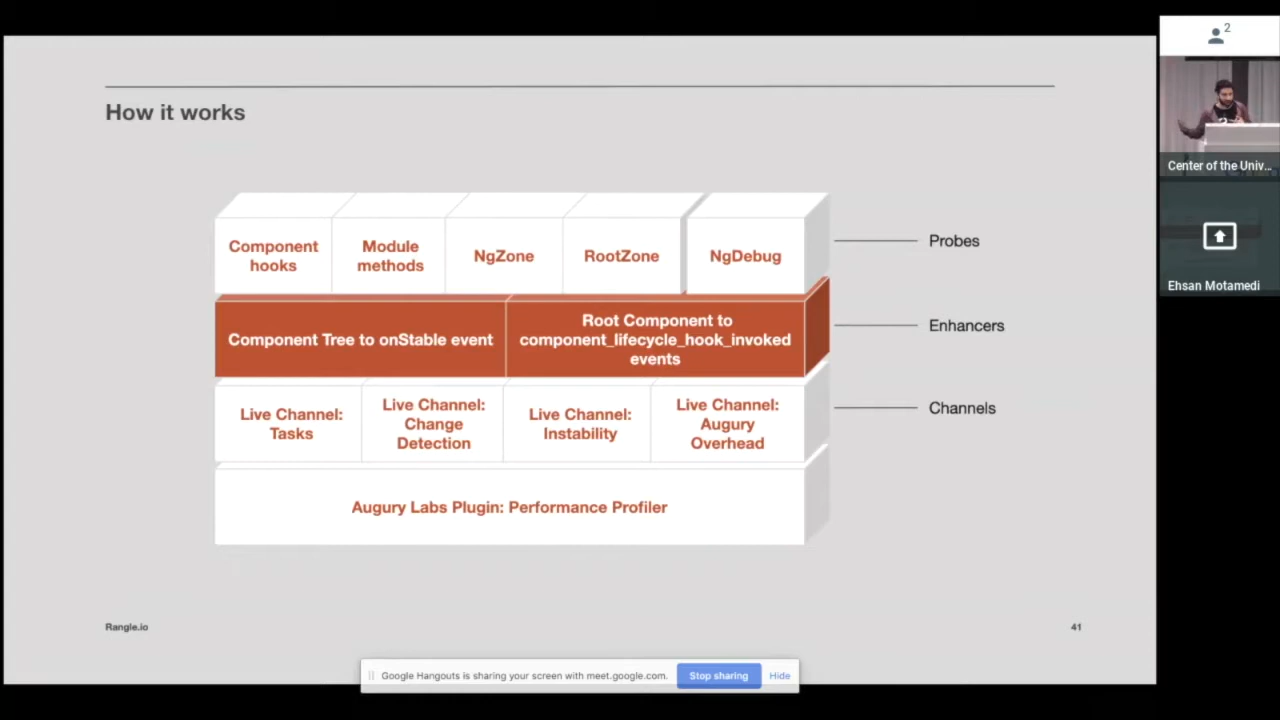 2
How it works
Center of the Univ...
Component
hooks
Module
methods
NgZone
RootZone
NgDebug
Probes
Ehsan Motamedi
Component Tree to onStable event
Root Component to
component_lifecycle_hook_invoked
events
Enhancers
Live Channel:
Tasks
Live Channel:
Change
Detection
Live Channel:
Instability
Live Channel:
Augury
Overhead
Channels
Augury Labs Plugin: Performance Profiler
Rangle.io
41
Google Hangouts is sharing your screen with meet.google.com.
Stop sharing
Hide